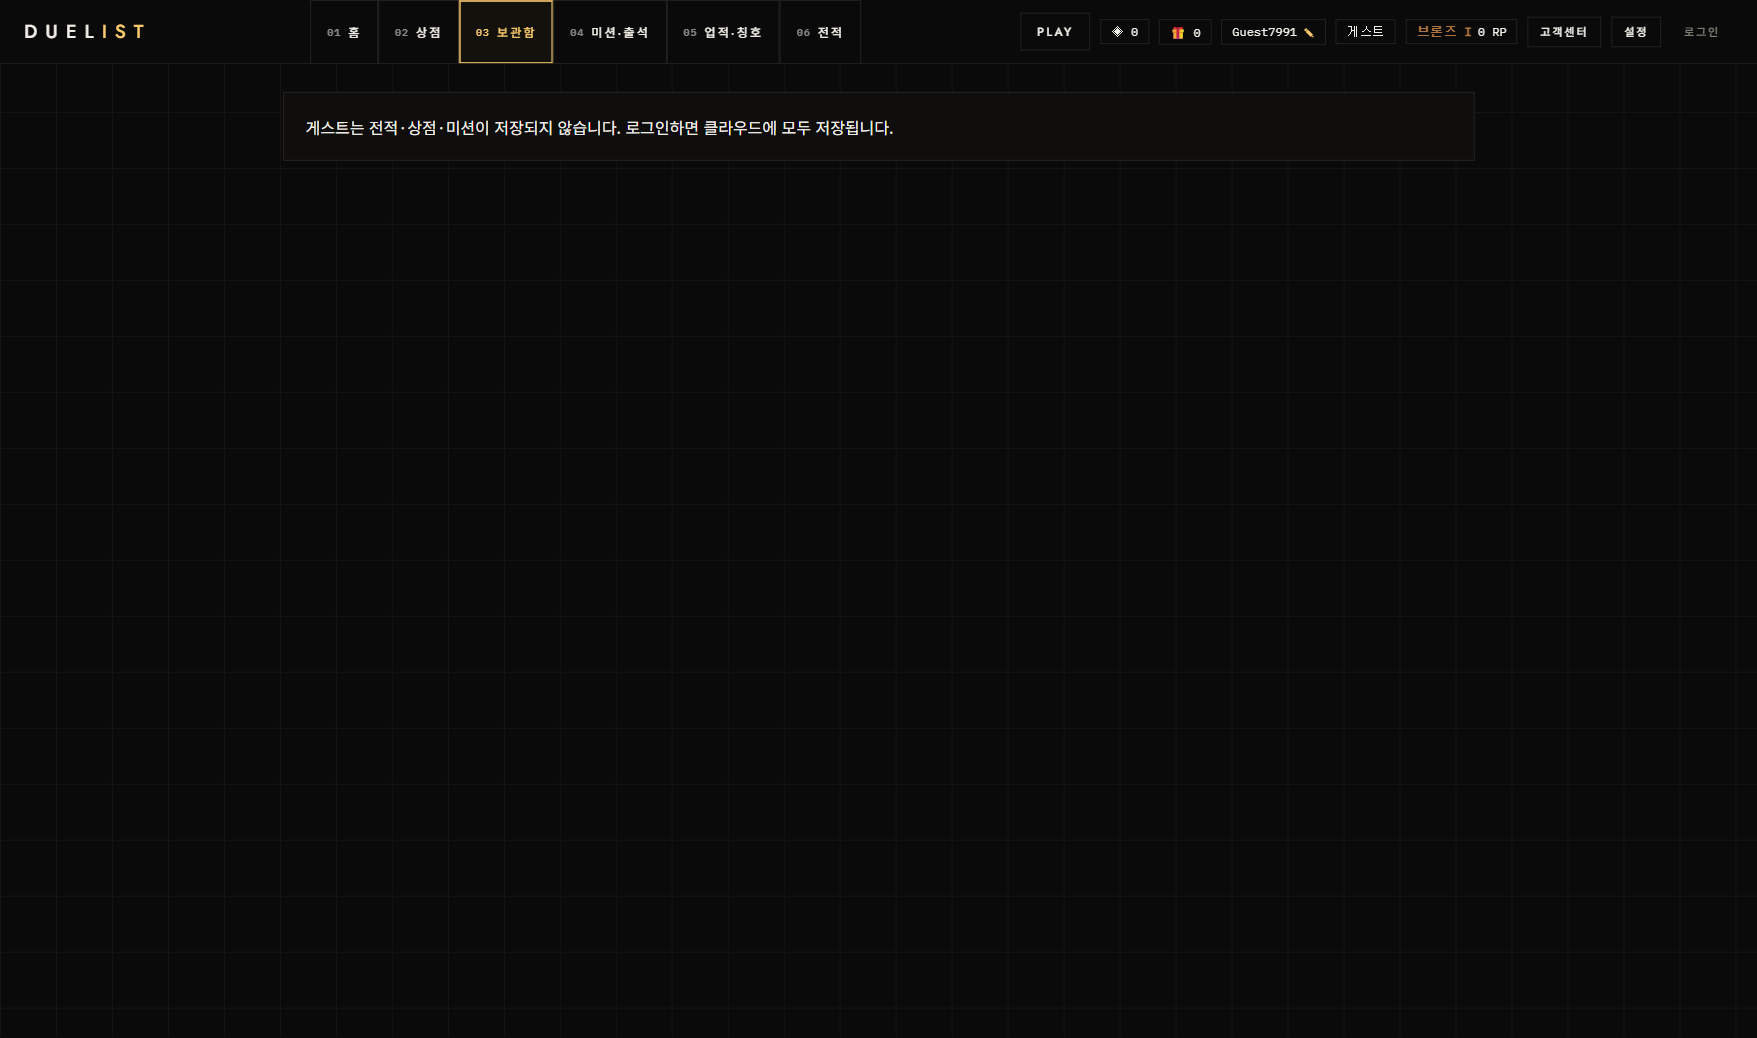 DUELIST
01 홈
02 상점
03 보관함
04 미션·출석
05 업적·칭호
06 전적
PLAY
◈ 0
🎁 0
Guest7991 ✏️
게스트
브론즈 I 0 RP
고객센터
설정
로그인
게스트는 전적·상점·미션이 저장되지 않습니다. 로그인하면 클라우드에 모두 저장됩니다.